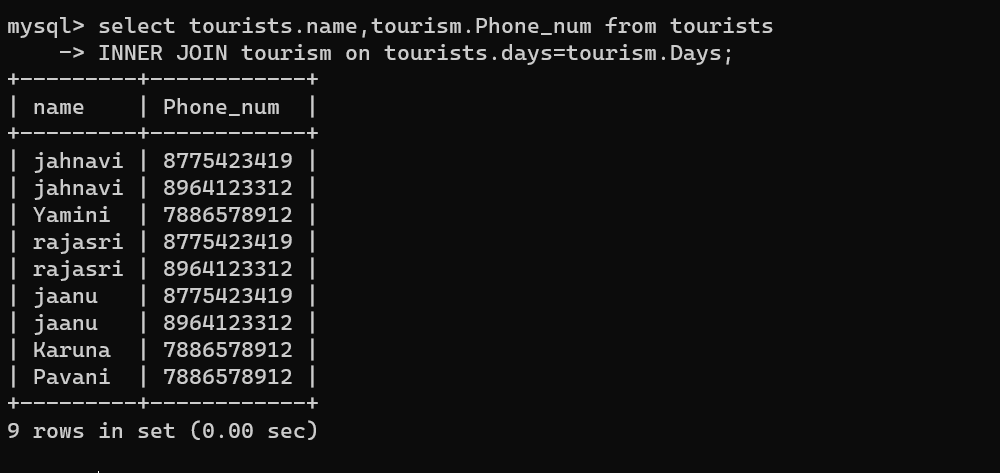 mysql> select tourists.name,tourism.Phone_num from tourists
    -> INNER JOIN tourism on tourists.days=tourism.Days;
+---------+------------+
| name    | Phone_num  |
+---------+------------+
| jahnavi | 8775423419 |
| jahnavi | 8964123312 |
| Yamini  | 7886578912 |
| rajasri | 8775423419 |
| rajasri | 8964123312 |
| jaanu   | 8775423419 |
| jaanu   | 8964123312 |
| Karuna  | 7886578912 |
| Pavani  | 7886578912 |
+---------+------------+
9 rows in set (0.00 sec)